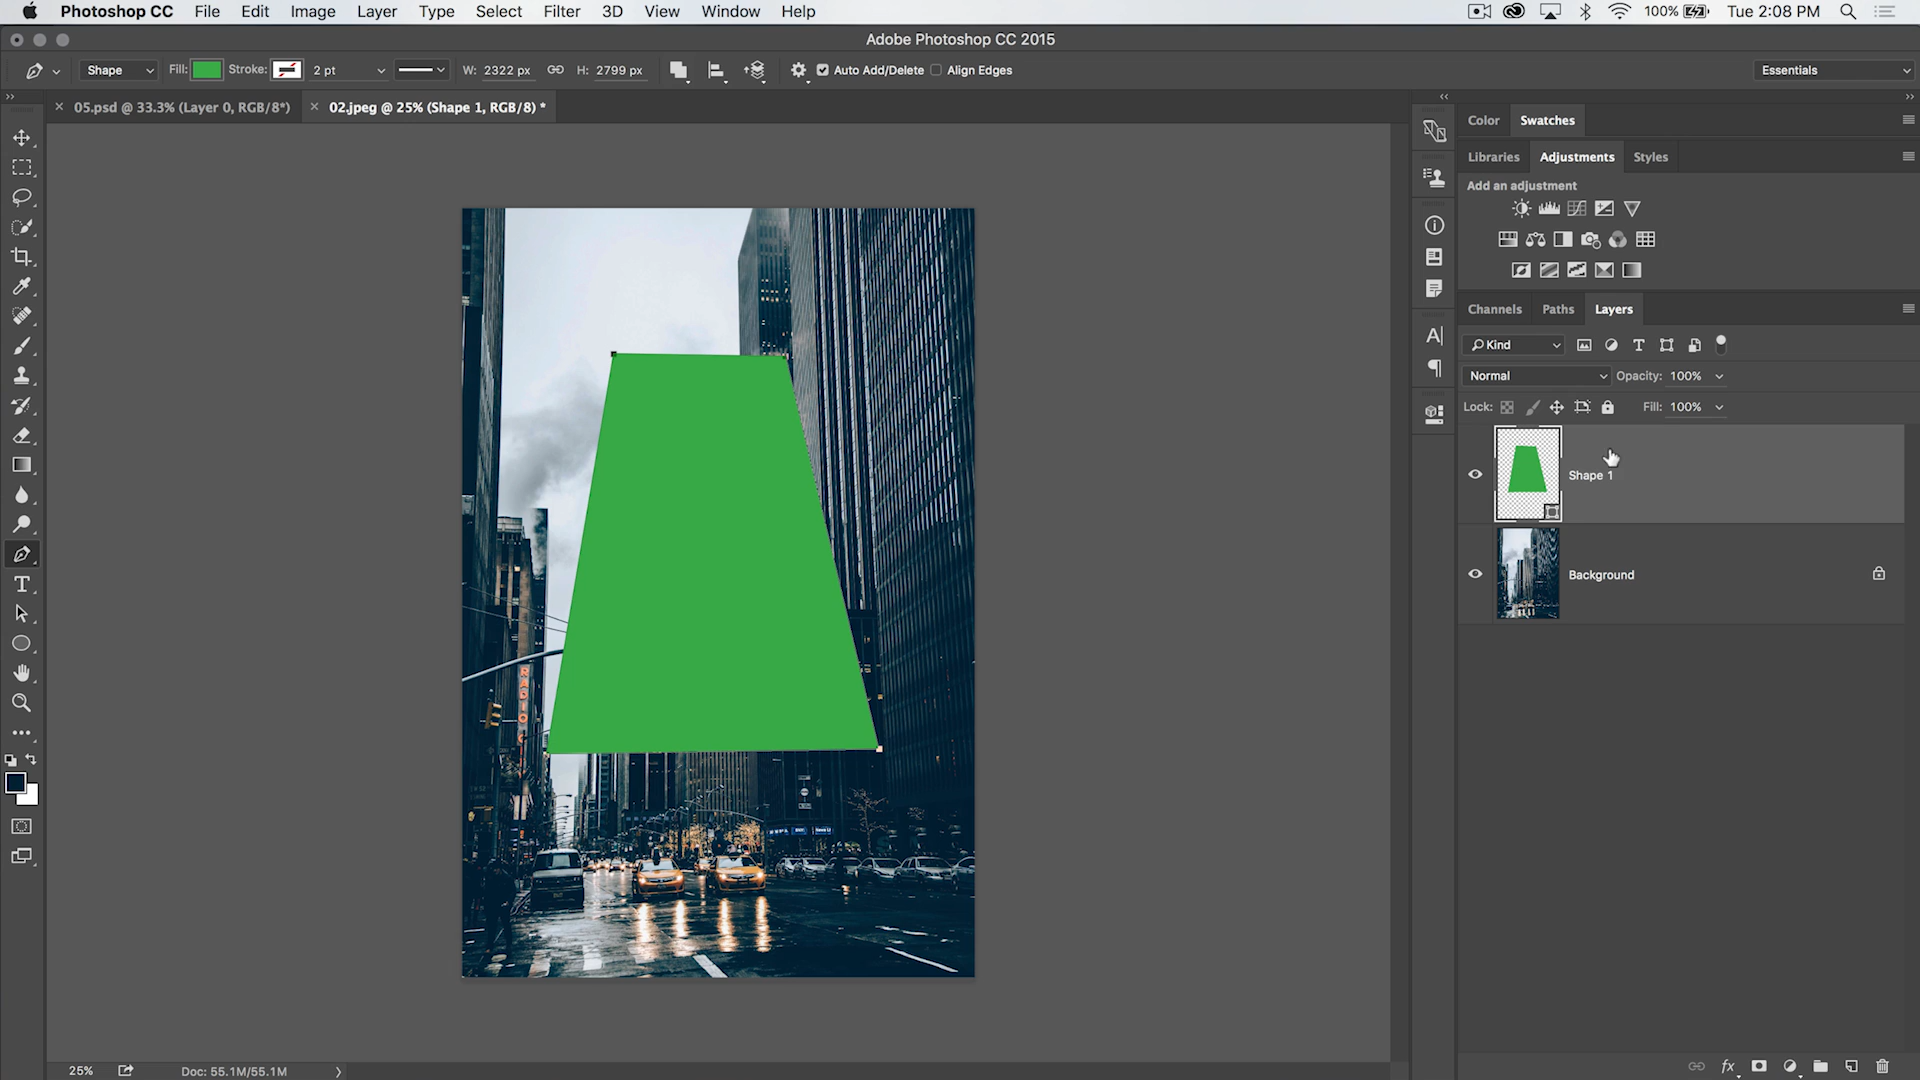 Photoshop CC File Edit Image Layer Type Select Filter 3D View Window Help 100% Tue 2:08 PM
Adobe Photoshop CC 2015
Shape Fill: Stroke: 2 pt W: 2322 px H: 2799 px Auto Add/Delete Align Edges Essentials
05.psd @ 33.3% (Layer 0, RGB/8*) 02.jpeg @ 25% (Shape 1, RGB/8) *
Color Swatches
Libraries Adjustments Styles
Add an adjustment
Channels Paths Layers
Kind
Normal Opacity: 100%
Lock: Fill: 100%
Shape 1
Background
RADIO
25% Doc: 55.1M/55.1M